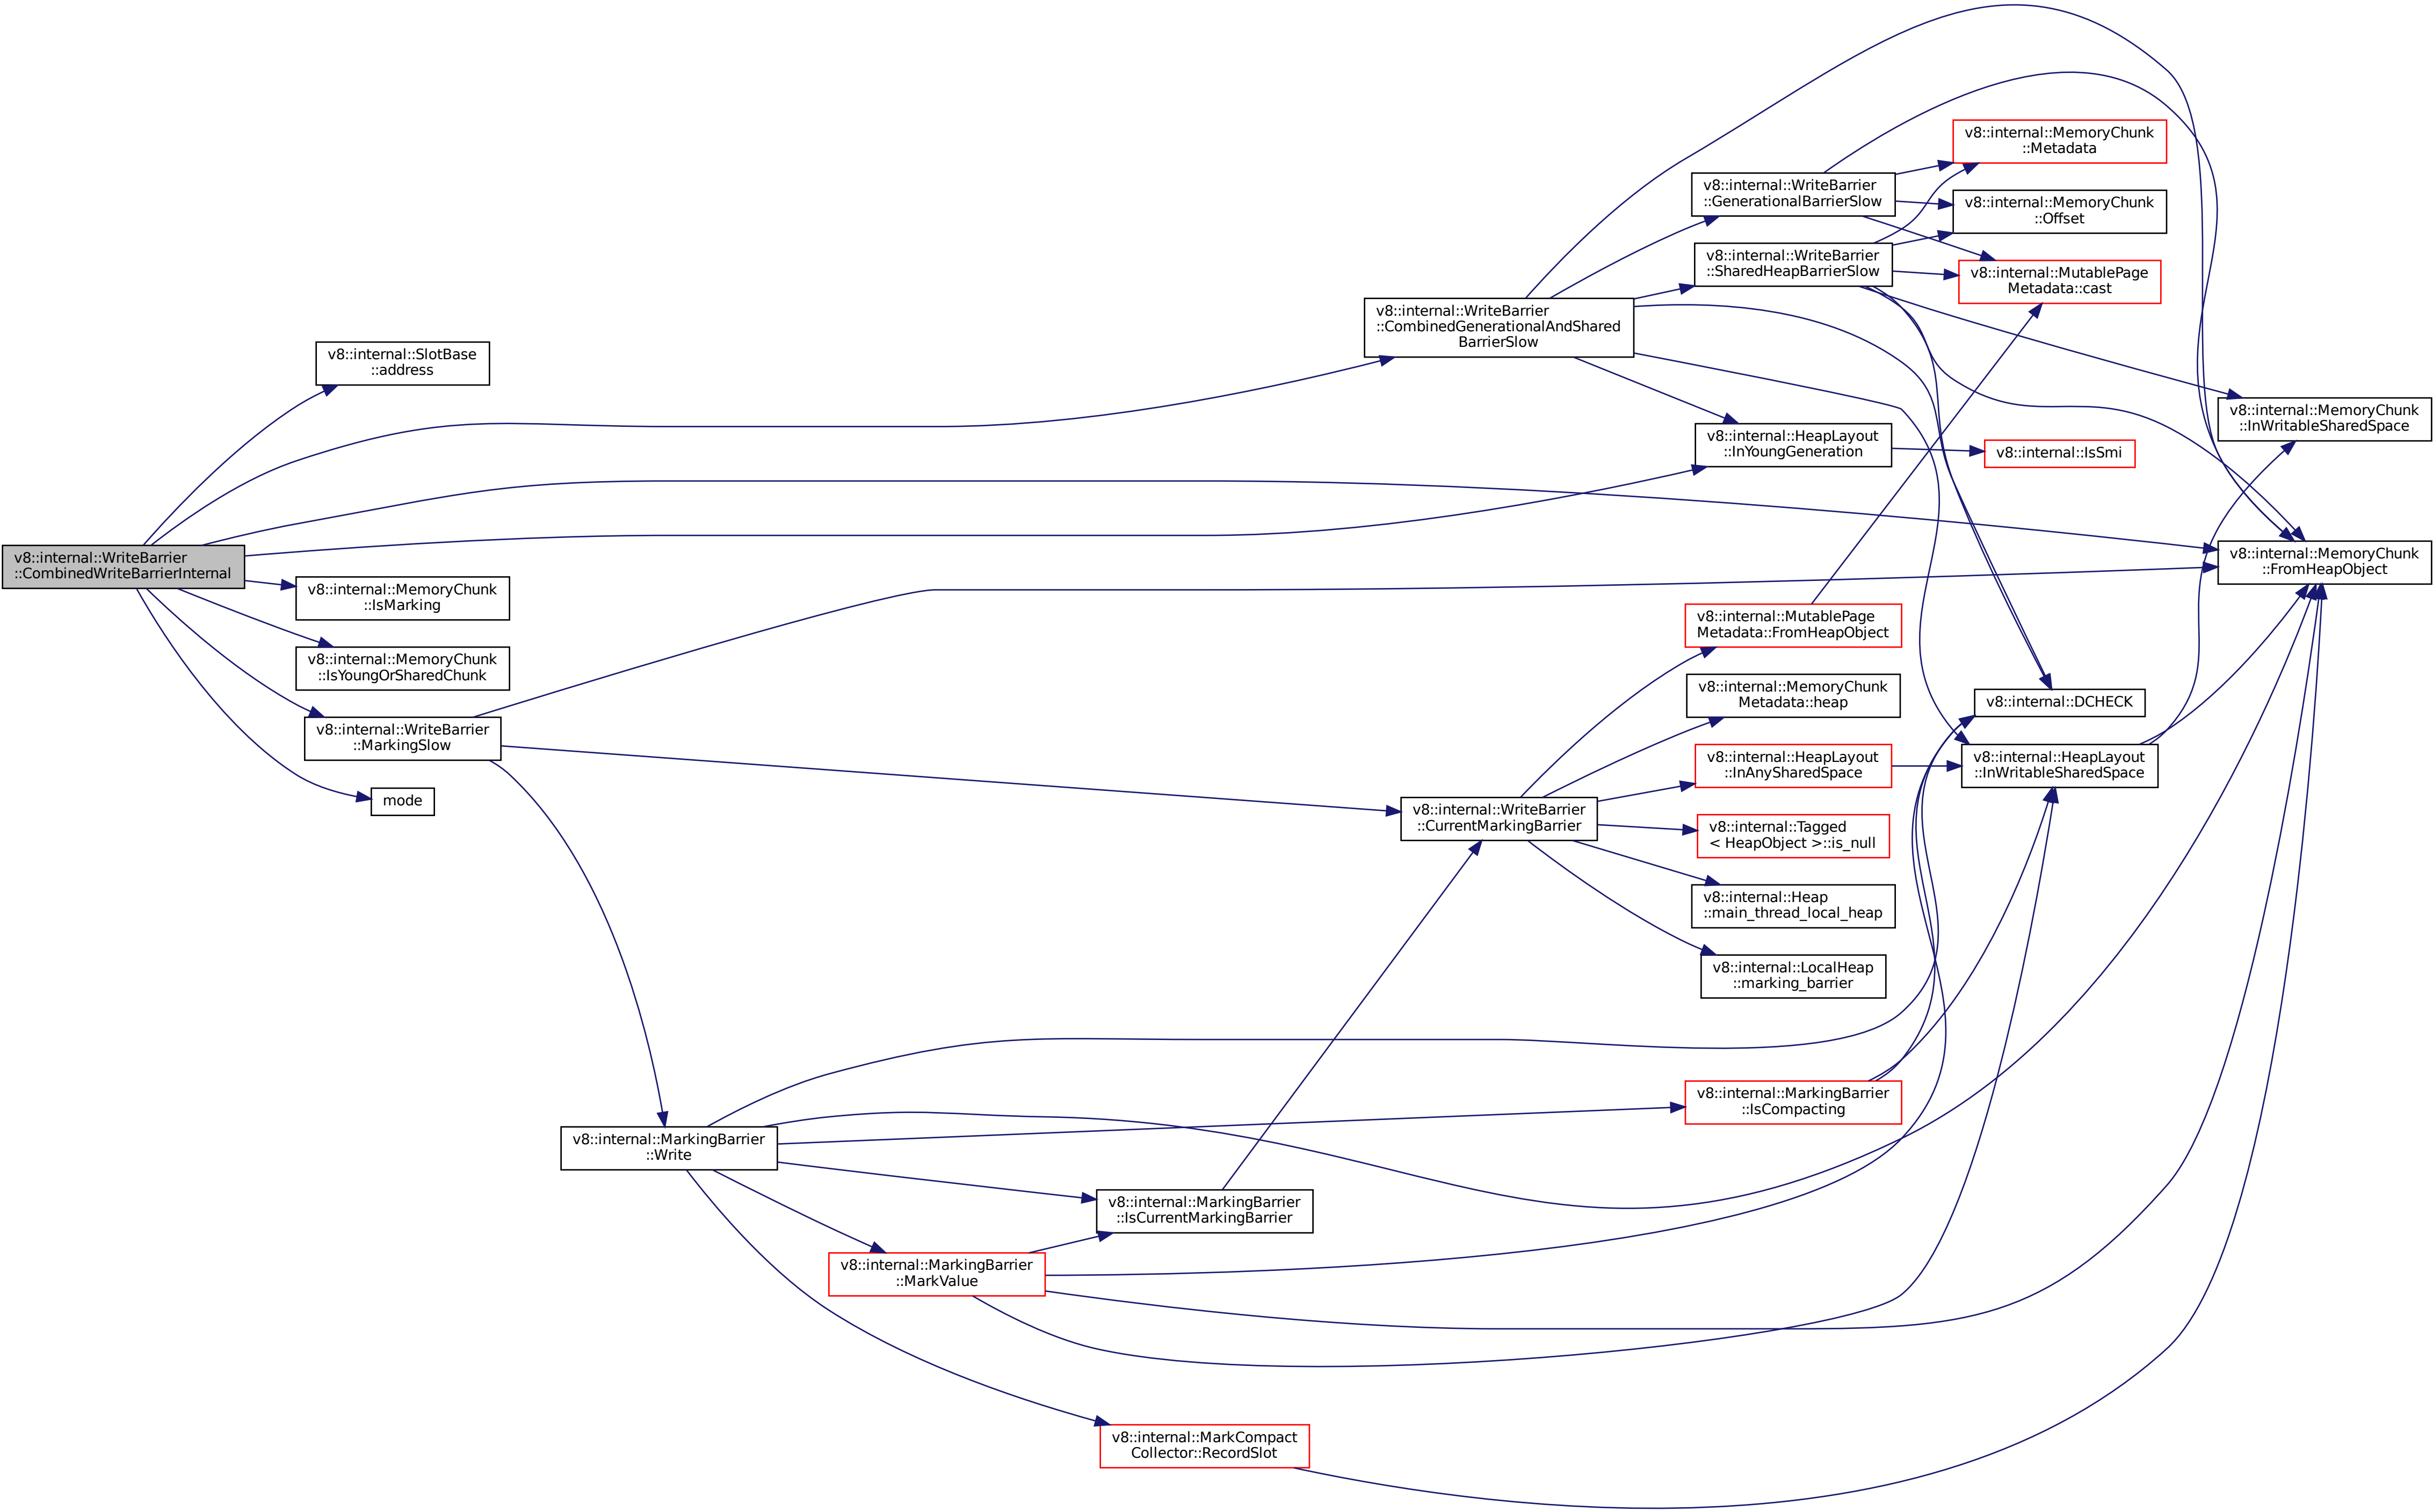 v8::internal::WriteBarrier
::CombinedWriteBarrierInternal
v8::internal::SlotBase
::address
v8::internal::WriteBarrier
::CombinedGenerationalAndShared
BarrierSlow
v8::internal::WriteBarrier
::GenerationalBarrierSlow
v8::internal::MemoryChunk
::Metadata
v8::internal::MemoryChunk
::Offset
v8::internal::WriteBarrier
::SharedHeapBarrierSlow
v8::internal::MutablePage
Metadata::cast
v8::internal::MemoryChunk
::InWritableSharedSpace
v8::internal::HeapLayout
::InYoungGeneration
v8::internal::IsSmi
v8::internal::MemoryChunk
::FromHeapObject
v8::internal::MemoryChunk
::IsMarking
v8::internal::MemoryChunk
::IsYoungOrSharedChunk
v8::internal::WriteBarrier
::MarkingSlow
mode
v8::internal::MutablePage
Metadata::FromHeapObject
v8::internal::MemoryChunk
Metadata::heap
v8::internal::DCHECK
v8::internal::HeapLayout
::InAnySharedSpace
v8::internal::HeapLayout
::InWritableSharedSpace
v8::internal::WriteBarrier
::CurrentMarkingBarrier
v8::internal::Tagged
< HeapObject >::is_null
v8::internal::Heap
::main_thread_local_heap
v8::internal::LocalHeap
::marking_barrier
v8::internal::MarkingBarrier
::IsCompacting
v8::internal::MarkingBarrier
::Write
v8::internal::MarkingBarrier
::IsCurrentMarkingBarrier
v8::internal::MarkingBarrier
::MarkValue
v8::internal::MarkCompact
Collector::RecordSlot